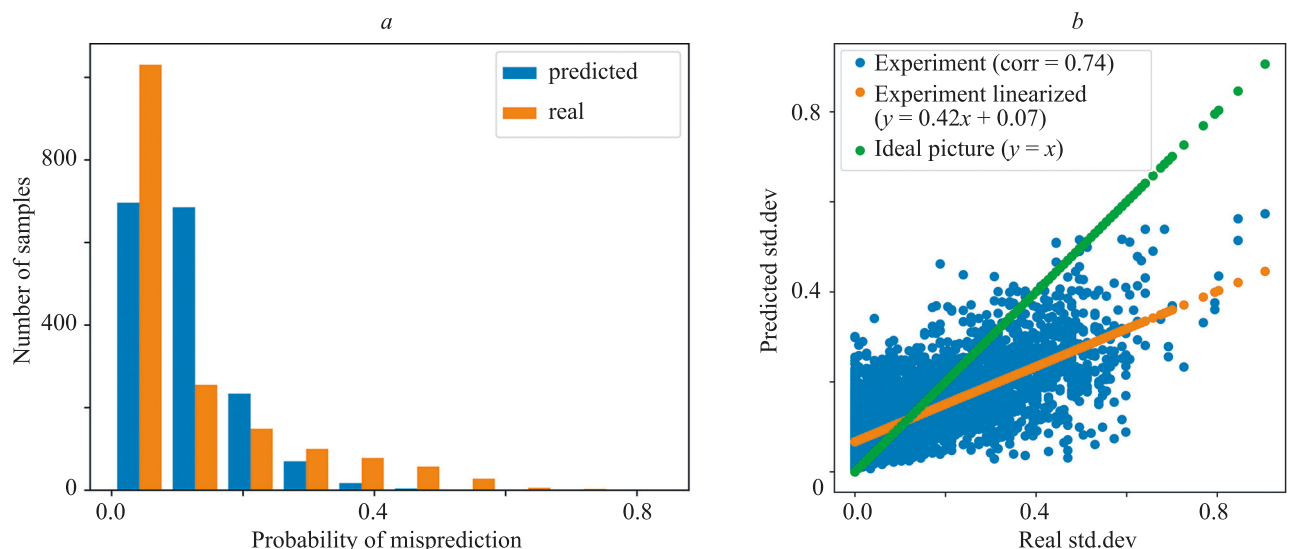 a
predicted
real
Number of samples
800
400
0
0.0
0.4
0.8
Probability of misprediction
b
Experiment (corr = 0.74)
Experiment linearized
(y = 0.42x + 0.07)
Ideal picture (y = x)
Predicted std.dev
0.8
0.4
0
0.0
0.4
0.8
Real std.dev